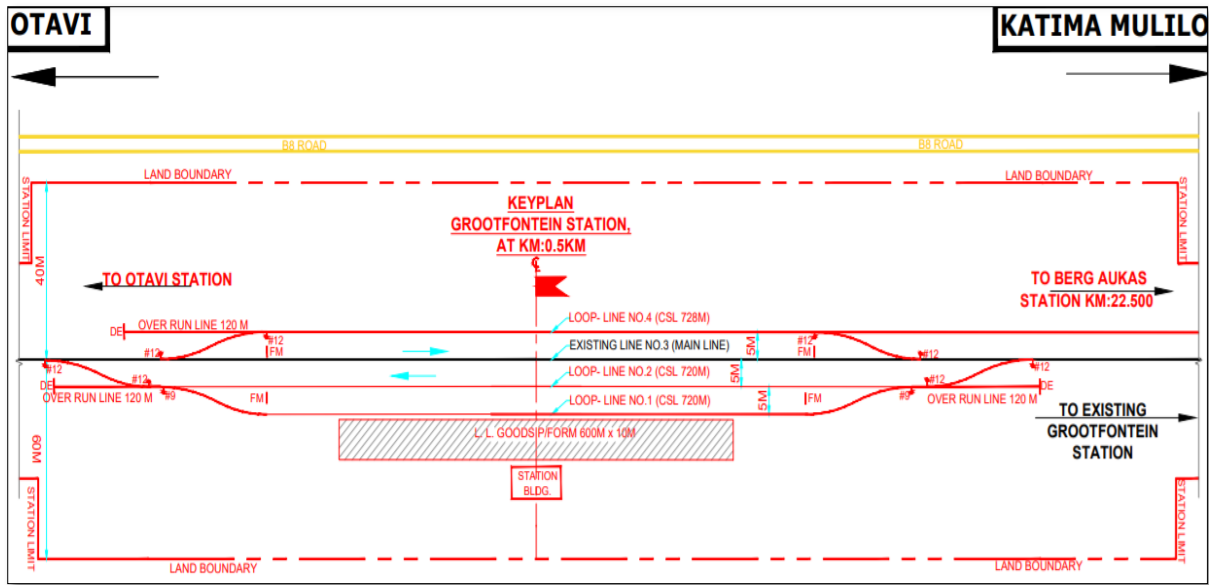 OTAVI
KATIMA MULILO
B8 ROAD
B8 ROAD
LAND BOUNDARY
LAND BOUNDARY
STATION LIMIT
STATION LIMIT
KEYPLAN
GROOTFONTEIN STATION,
AT KM:0.5KM
40M
TO OTAVI STATION
TO BERG AUKAS
STATION KM:22.500
DE
OVER RUN LINE 120 M
LOOP- LINE NO.4 (CSL 728M)
#12
FM
#12
EXISTING LINE NO.3 (MAIN LINE)
5M
#12
FM
#12
#12
LOOP- LINE NO.2 (CSL 720M)
5M
#12
#12
DE
#12
DE
OVER RUN LINE 120 M
#9
FM
LOOP- LINE NO.1 (CSL 720M)
5M
FM
#9
OVER RUN LINE 120 M
TO EXISTING
GROOTFONTEIN
STATION
60M
L. L. GOODSIP/FORM 600M x 10M
STATION
BLDG.
STATION LIMIT
STATION LIMIT
LAND BOUNDARY
LAND BOUNDARY